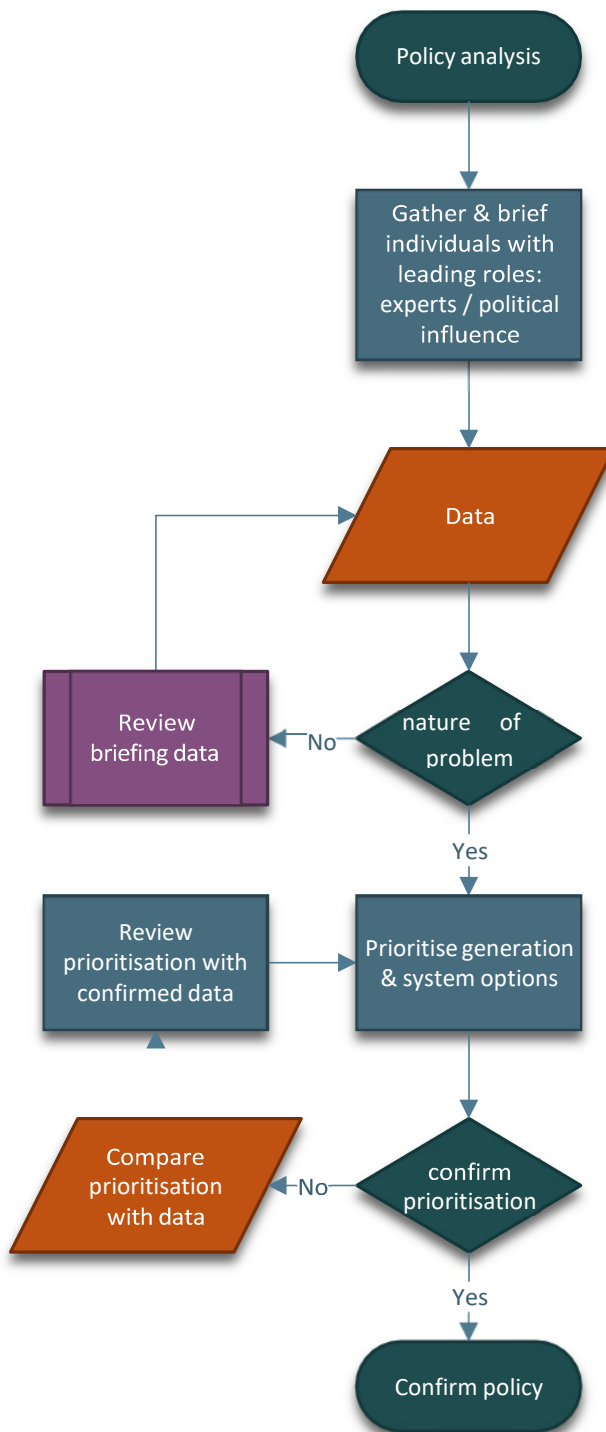 Policy analysis
Gather & brief
individuals with
leading roles:
experts / political
influence
Data
nature of
problem
No
Review
briefing data
Yes
Review
prioritisation with
confirmed data
Prioritise generation
& system options
Compare
prioritisation
with data
No
confirm
prioritisation
Yes
Confirm policy